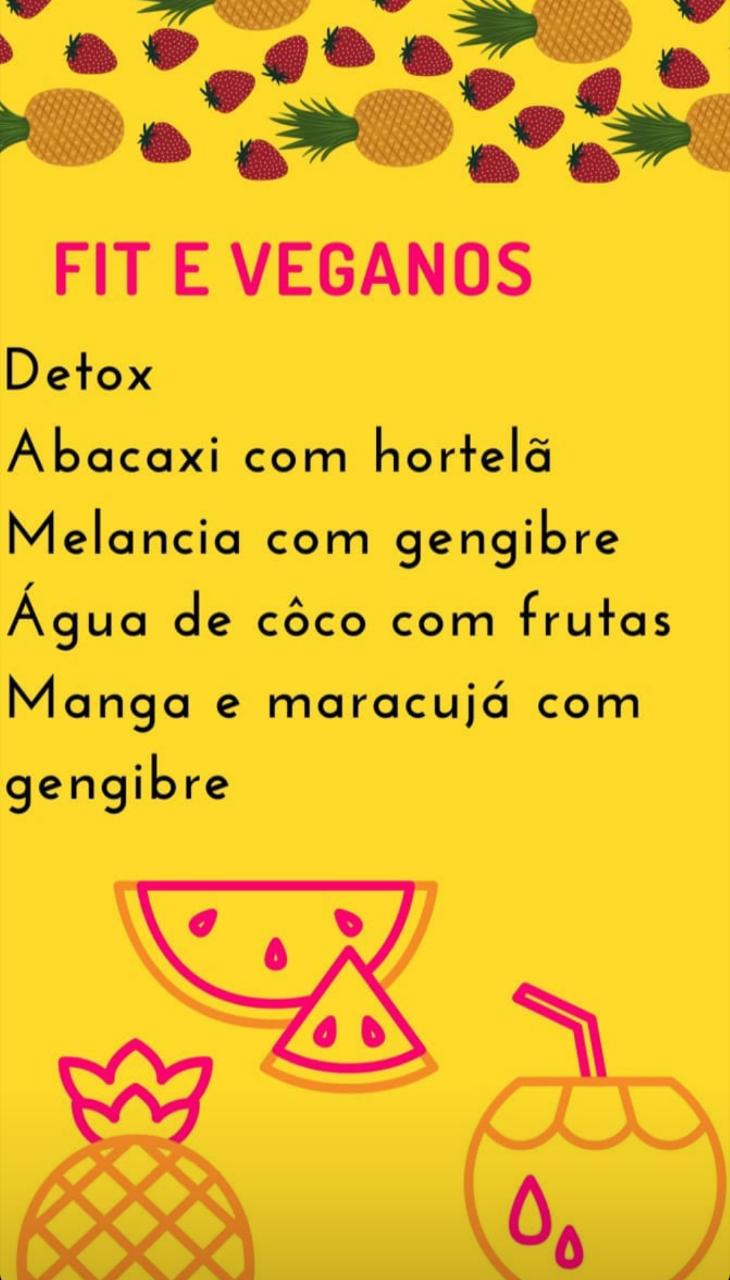 FIT E VEGANOS
Detox
Abacaxi com hortelã
Melancia com gengibre
Água de côco com frutas
Manga e maracujá com
gengibre